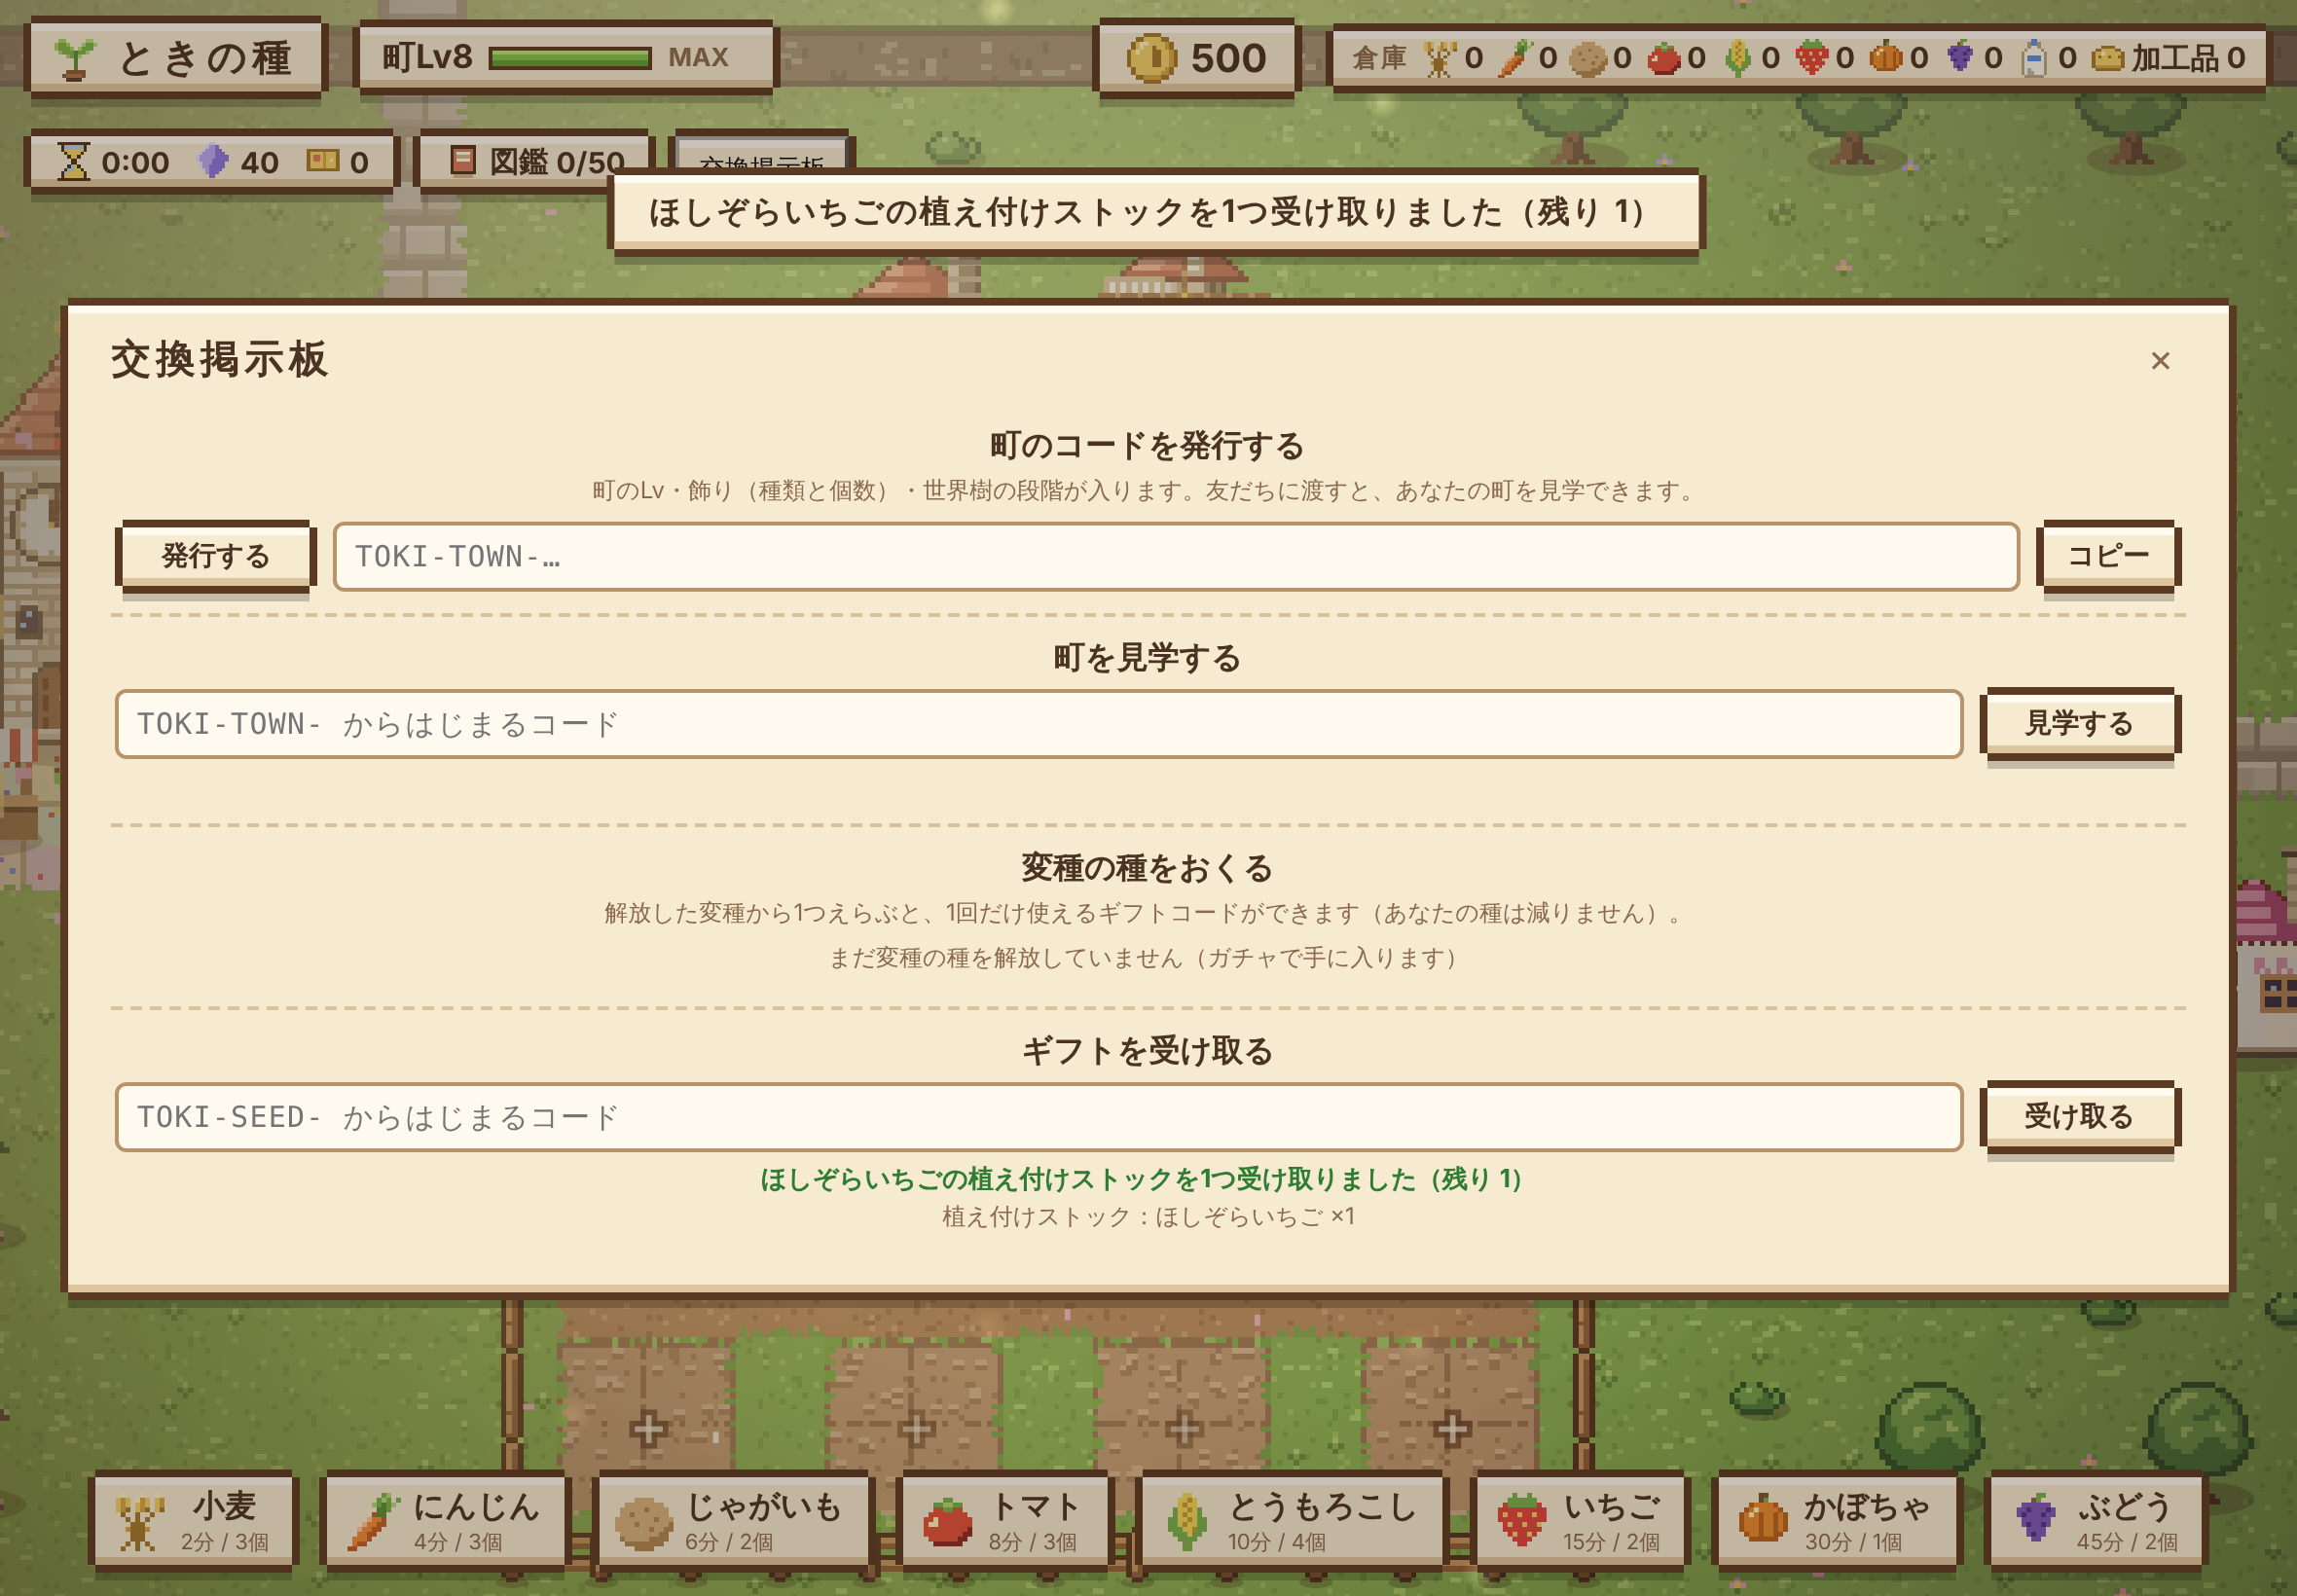 ときの種
町Lv8 MAX
500
倉庫 0 0 0 0 0 0 0 0 0 加工品 0
0:00 40 0
図鑑 0/50
交換掲示板
ほしぞらいちごの植え付けストックを1つ受け取りました（残り 1）
交換掲示板
×
町のコードを発行する
町のLv・飾り（種類と個数）・世界樹の段階が入ります。友だちに渡すと、あなたの町を見学できます。
発行する TOKI-TOWN-… コピー
町を見学する
TOKI-TOWN- からはじまるコード 見学する
変種の種をおくる
解放した変種から1つえらぶと、1回だけ使えるギフトコードができます（あなたの種は減りません）。
まだ変種の種を解放していません（ガチャで手に入ります）
ギフトを受け取る
TOKI-SEED- からはじまるコード 受け取る
ほしぞらいちごの植え付けストックを1つ受け取りました（残り 1）
植え付けストック：ほしぞらいちご ×1
小麦
2分 / 3個
にんじん
4分 / 3個
じゃがいも
6分 / 2個
トマト
8分 / 3個
とうもろこし
10分 / 4個
いちご
15分 / 2個
かぼちゃ
30分 / 1個
ぶどう
45分 / 2個